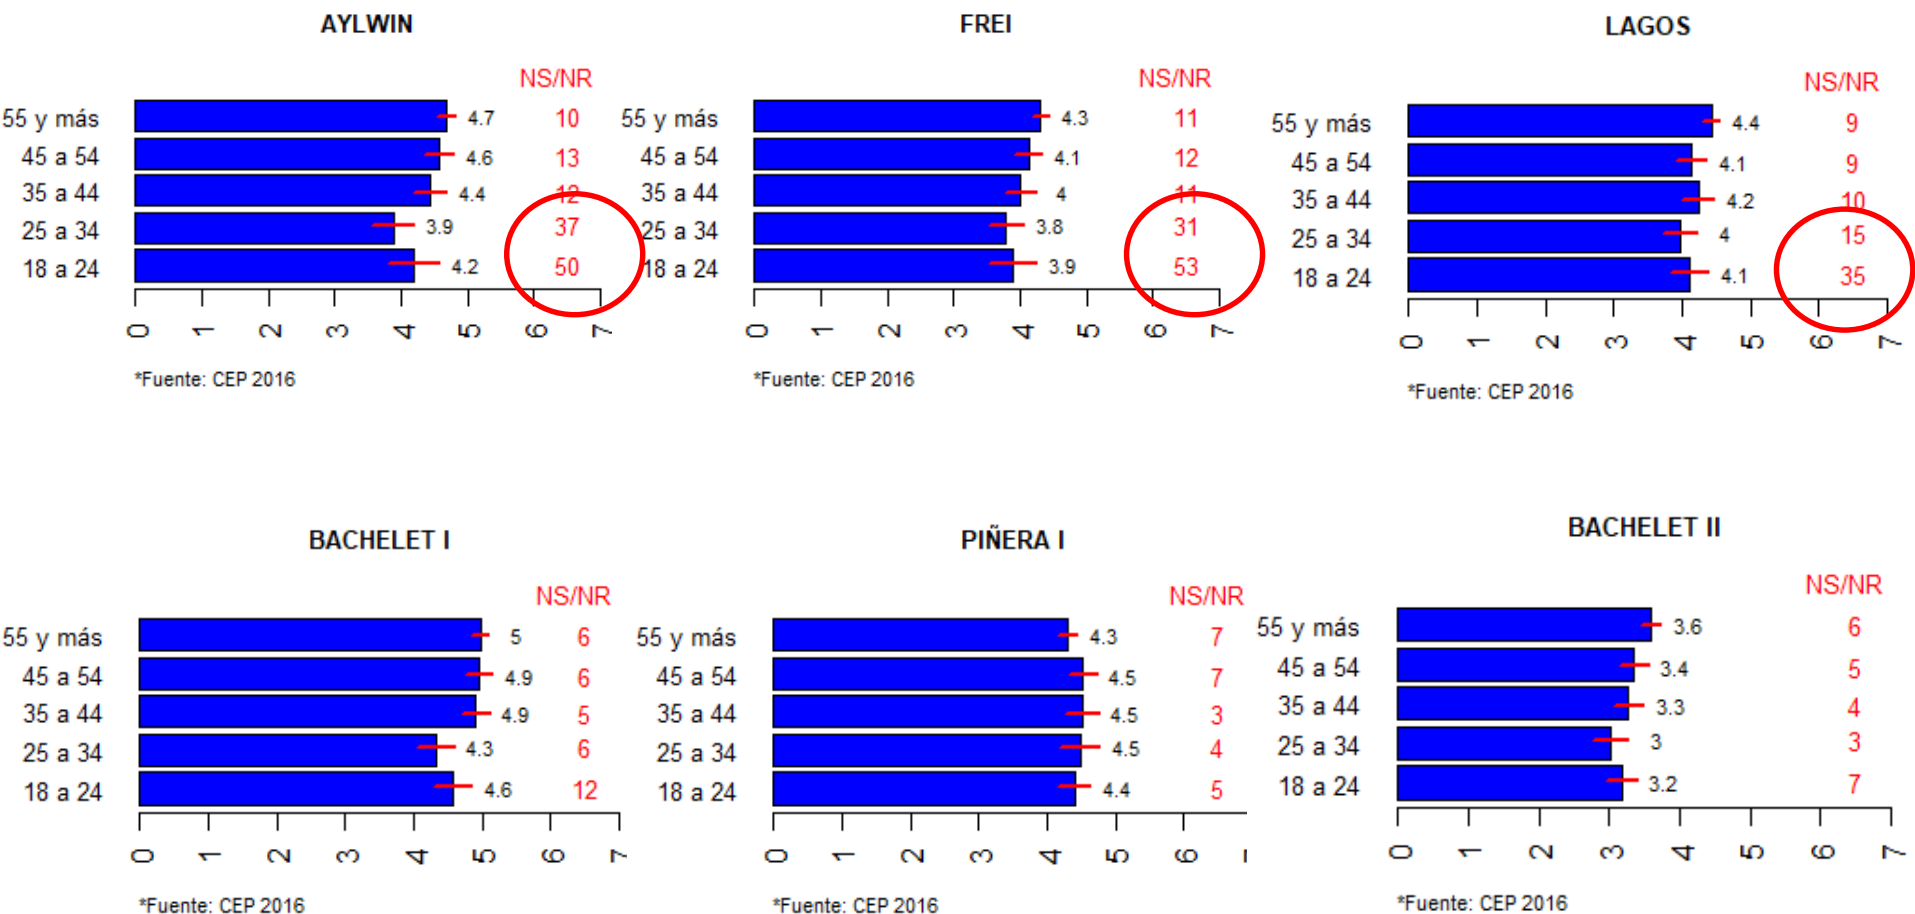 AYLWIN
NS/NR
55 y más 4.7 10
45 a 54 4.6 13
35 a 44 4.4 12
25 a 34 3.9 37
18 a 24 4.2 50
0 1 2 3 4 5 6 7
*Fuente: CEP 2016
FREI
NS/NR
55 y más 4.3 11
45 a 54 4.1 12
35 a 44 4 11
25 a 34 3.8 31
18 a 24 3.9 53
0 1 2 3 4 5 6 7
*Fuente: CEP 2016
LAGOS
NS/NR
55 y más 4.4 9
45 a 54 4.1 9
35 a 44 4.2 10
25 a 34 4 15
18 a 24 4.1 35
0 1 2 3 4 5 6 7
*Fuente: CEP 2016
BACHELET I
NS/NR
55 y más 5 6
45 a 54 4.9 6
35 a 44 4.9 5
25 a 34 4.3 6
18 a 24 4.6 12
0 1 2 3 4 5 6 7
*Fuente: CEP 2016
PIÑERA I
NS/NR
55 y más 4.3 7
45 a 54 4.5 7
35 a 44 4.5 3
25 a 34 4.5 4
18 a 24 4.4 5
0 1 2 3 4 5 6
*Fuente: CEP 2016
BACHELET II
NS/NR
55 y más 3.6 6
45 a 54 3.4 5
35 a 44 3.3 4
25 a 34 3 3
18 a 24 3.2 7
0 1 2 3 4 5 6 7
*Fuente: CEP 2016